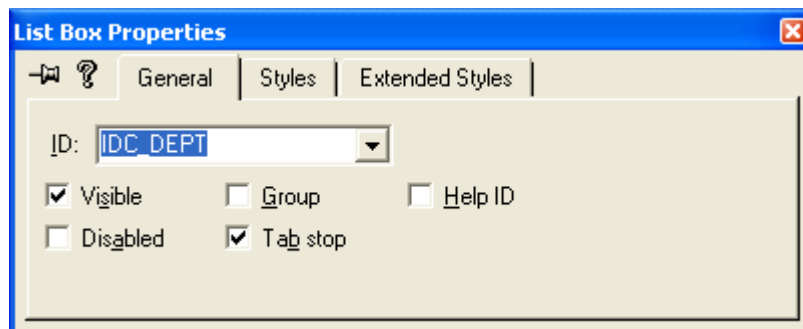 List Box Properties
General Styles Extended Styles
ID: IDC_DEPT
Visible Group Help ID
Disabled Tab stop